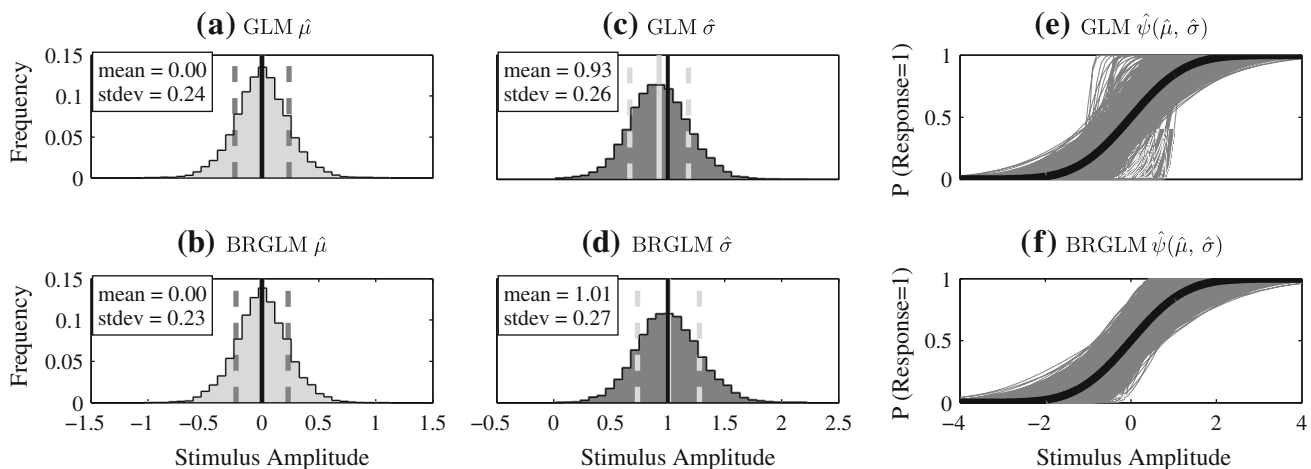 (a) GLM μ̂
Frequency
0.15
0.1
0.05
0
mean = 0.00
stdev = 0.24
(c) GLM σ̂
mean = 0.93
stdev = 0.26
(e) GLM ψ̂(μ̂, σ̂)
P (Response=1)
1
0.5
0
(b) BRGLM μ̂
Frequency
0.15
0.1
0.05
0
mean = 0.00
stdev = 0.23
−1.5 −1 −0.5 0 0.5 1 1.5
Stimulus Amplitude
(d) BRGLM σ̂
mean = 1.01
stdev = 0.27
−0.5 0 0.5 1 1.5 2 2.5
Stimulus Amplitude
(f) BRGLM ψ̂(μ̂, σ̂)
P (Response=1)
1
0.5
0
−4 −2 0 2 4
Stimulus Amplitude